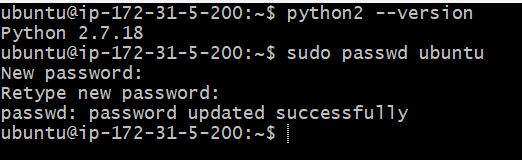 ubuntu@ip-172-31-5-200:~$ python2 --version
Python 2.7.18
ubuntu@ip-172-31-5-200:~$ sudo passwd ubuntu
New password:
Retype new password:
passwd: password updated successfully
ubuntu@ip-172-31-5-200:~$